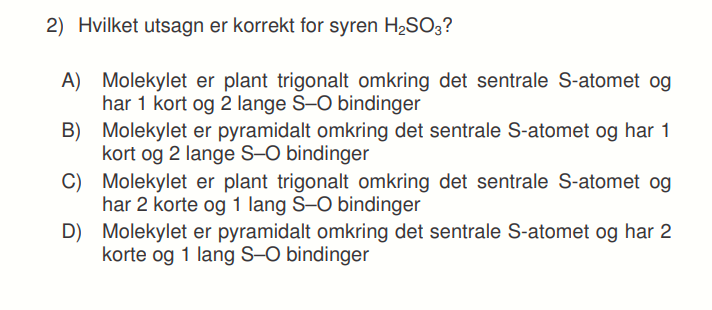 2) Hvilket utsagn er korrekt for syren H₂SO₃?
A) Molekylet er plant trigonalt omkring det sentrale S-atomet og
har 1 kort og 2 lange S–O bindinger
B) Molekylet er pyramidalt omkring det sentrale S-atomet og har 1
kort og 2 lange S–O bindinger
C) Molekylet er plant trigonalt omkring det sentrale S-atomet og
har 2 korte og 1 lang S–O bindinger
D) Molekylet er pyramidalt omkring det sentrale S-atomet og har 2
korte og 1 lang S–O bindinger